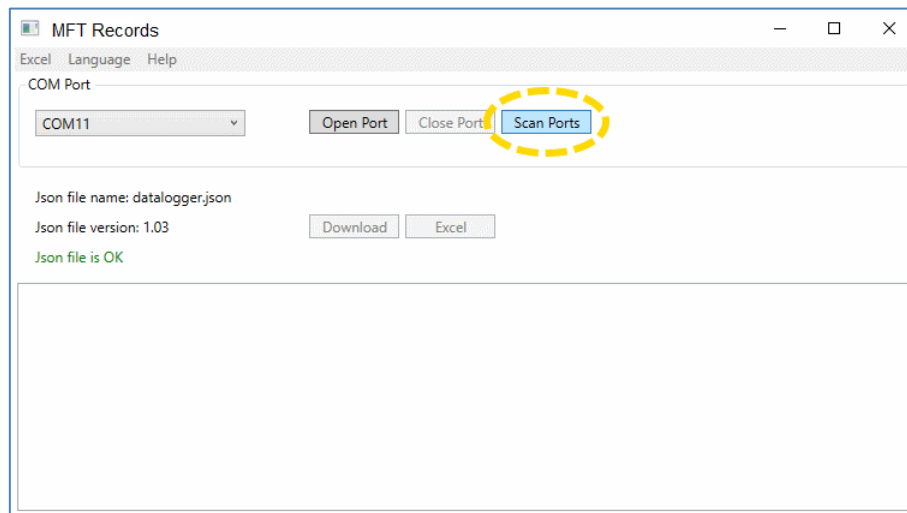 MFT Records
Excel Language Help
COM Port
COM11 Open Port Close Port Scan Ports
Json file name: datalogger.json
Json file version: 1.03 Download Excel
Json file is OK